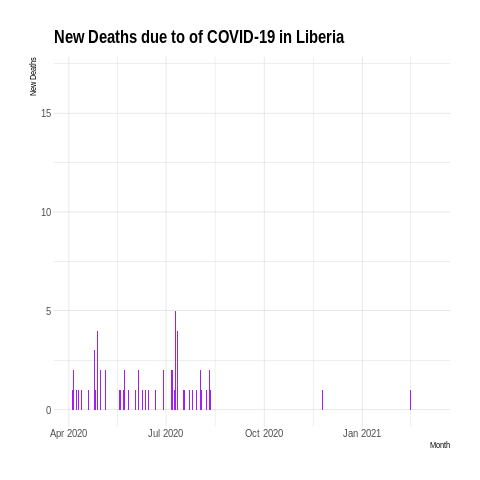 New Deaths due to of COVID-19 in Liberia
New Deaths
15
10
5
0
Apr 2020 Jul 2020 Oct 2020 Jan 2021
Month